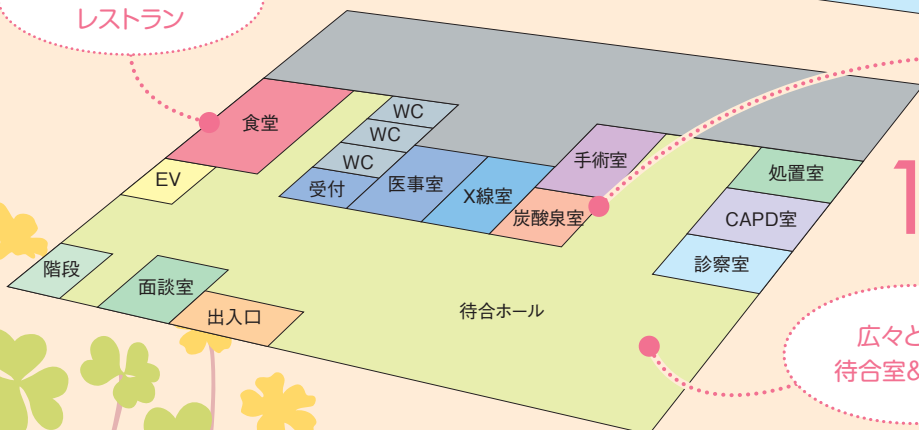 レストラン
食堂
WC
WC
WC
EV
受付
医事室
X線室
手術室
炭酸泉室
処置室
CAPD室
診察室
階段
面談室
出入口
待合ホール
1
広々と
待合室&